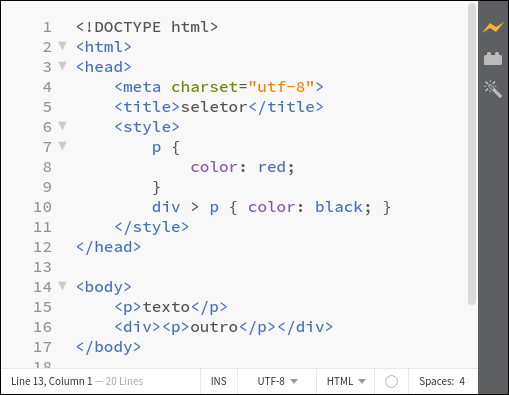 1 <!DOCTYPE html>
2 <html>
3 <head>
4 <meta charset="utf-8">
5 <title>seletor</title>
6 <style>
7 p {
8 color: red;
9 }
10 div > p { color: black; }
11 </style>
12 </head>
13
14 <body>
15 <p>texto</p>
16 <div><p>outro</p></div>
17 </body>
18
Line 13, Column 1 — 20 Lines INS UTF-8 HTML Spaces: 4